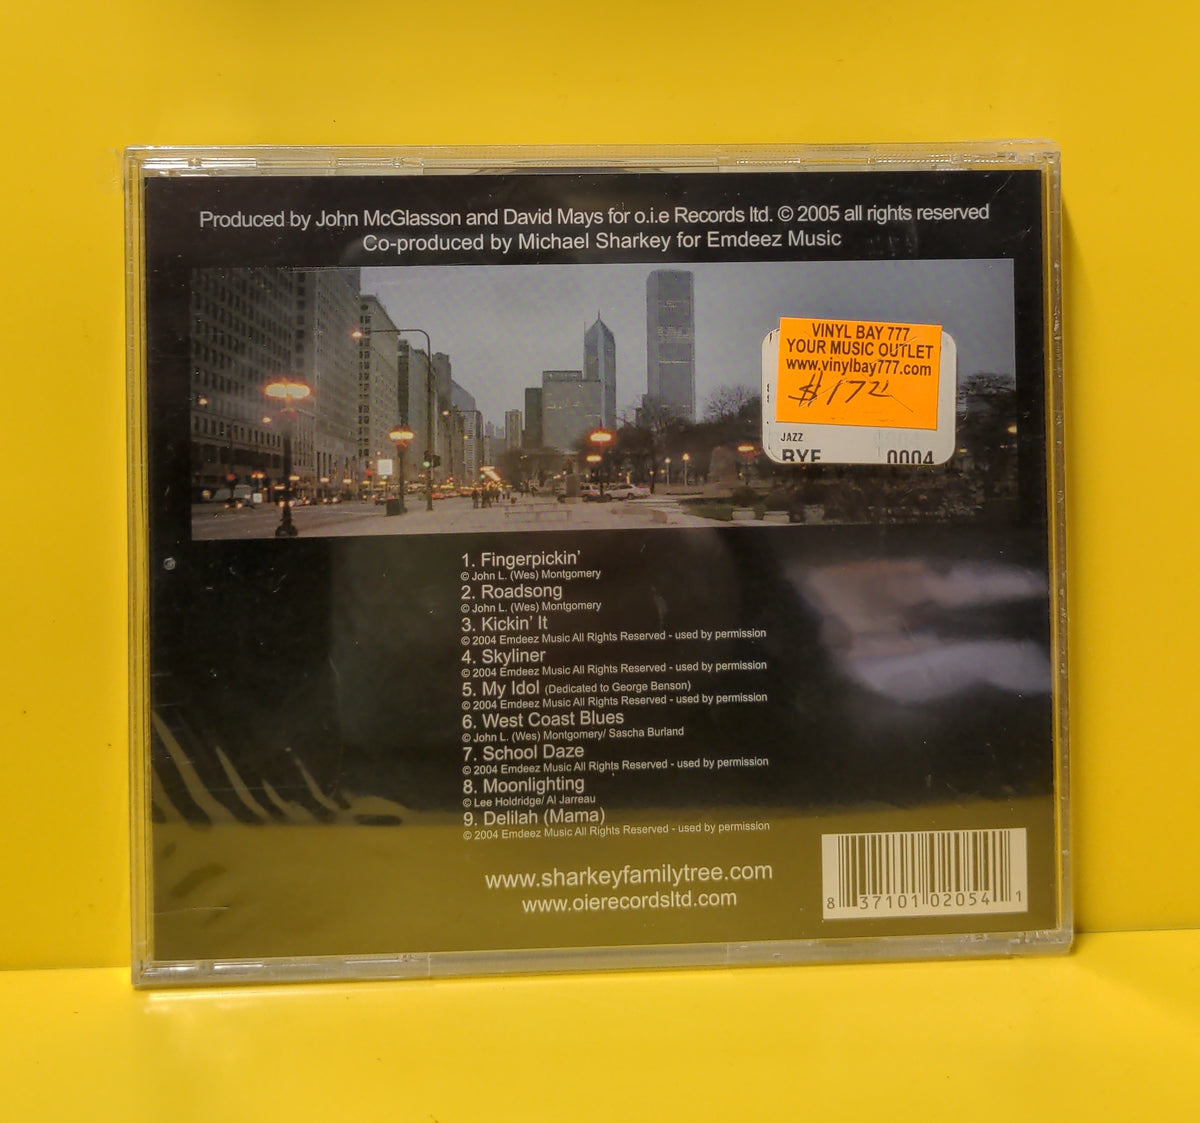 Produced by John McGlasson and David Mays for o.i.e Records ltd. © 2005 all rights reserved
Co-produced by Michael Sharkey for Emdeez Music
VINYL BAY 777
YOUR MUSIC OUTLET
www.vinylbay777.com
JAZZ
0004
1. Fingerpickin'
© John L. (Wes) Montgomery
2. Roadsong
© John L. (Wes) Montgomery
3. Kickin' It
© 2004 Emdeez Music All Rights Reserved - used by permission
4. Skyliner
© 2004 Emdeez Music All Rights Reserved - used by permission
5. My Idol (Dedicated to George Benson)
© 2004 Emdeez Music All Rights Reserved - used by permission
6. West Coast Blues
© John L. (Wes) Montgomery/ Sascha Burland
7. School Daze
© 2004 Emdeez Music All Rights Reserved - used by permission
8. Moonlighting
© Lee Holdridge/ Al Jarreau
9. Delilah (Mama)
© 2004 Emdeez Music All Rights Reserved - used by permission
www.sharkeyfamilytree.com
www.oierecordsltd.com
8 37101 02054 1